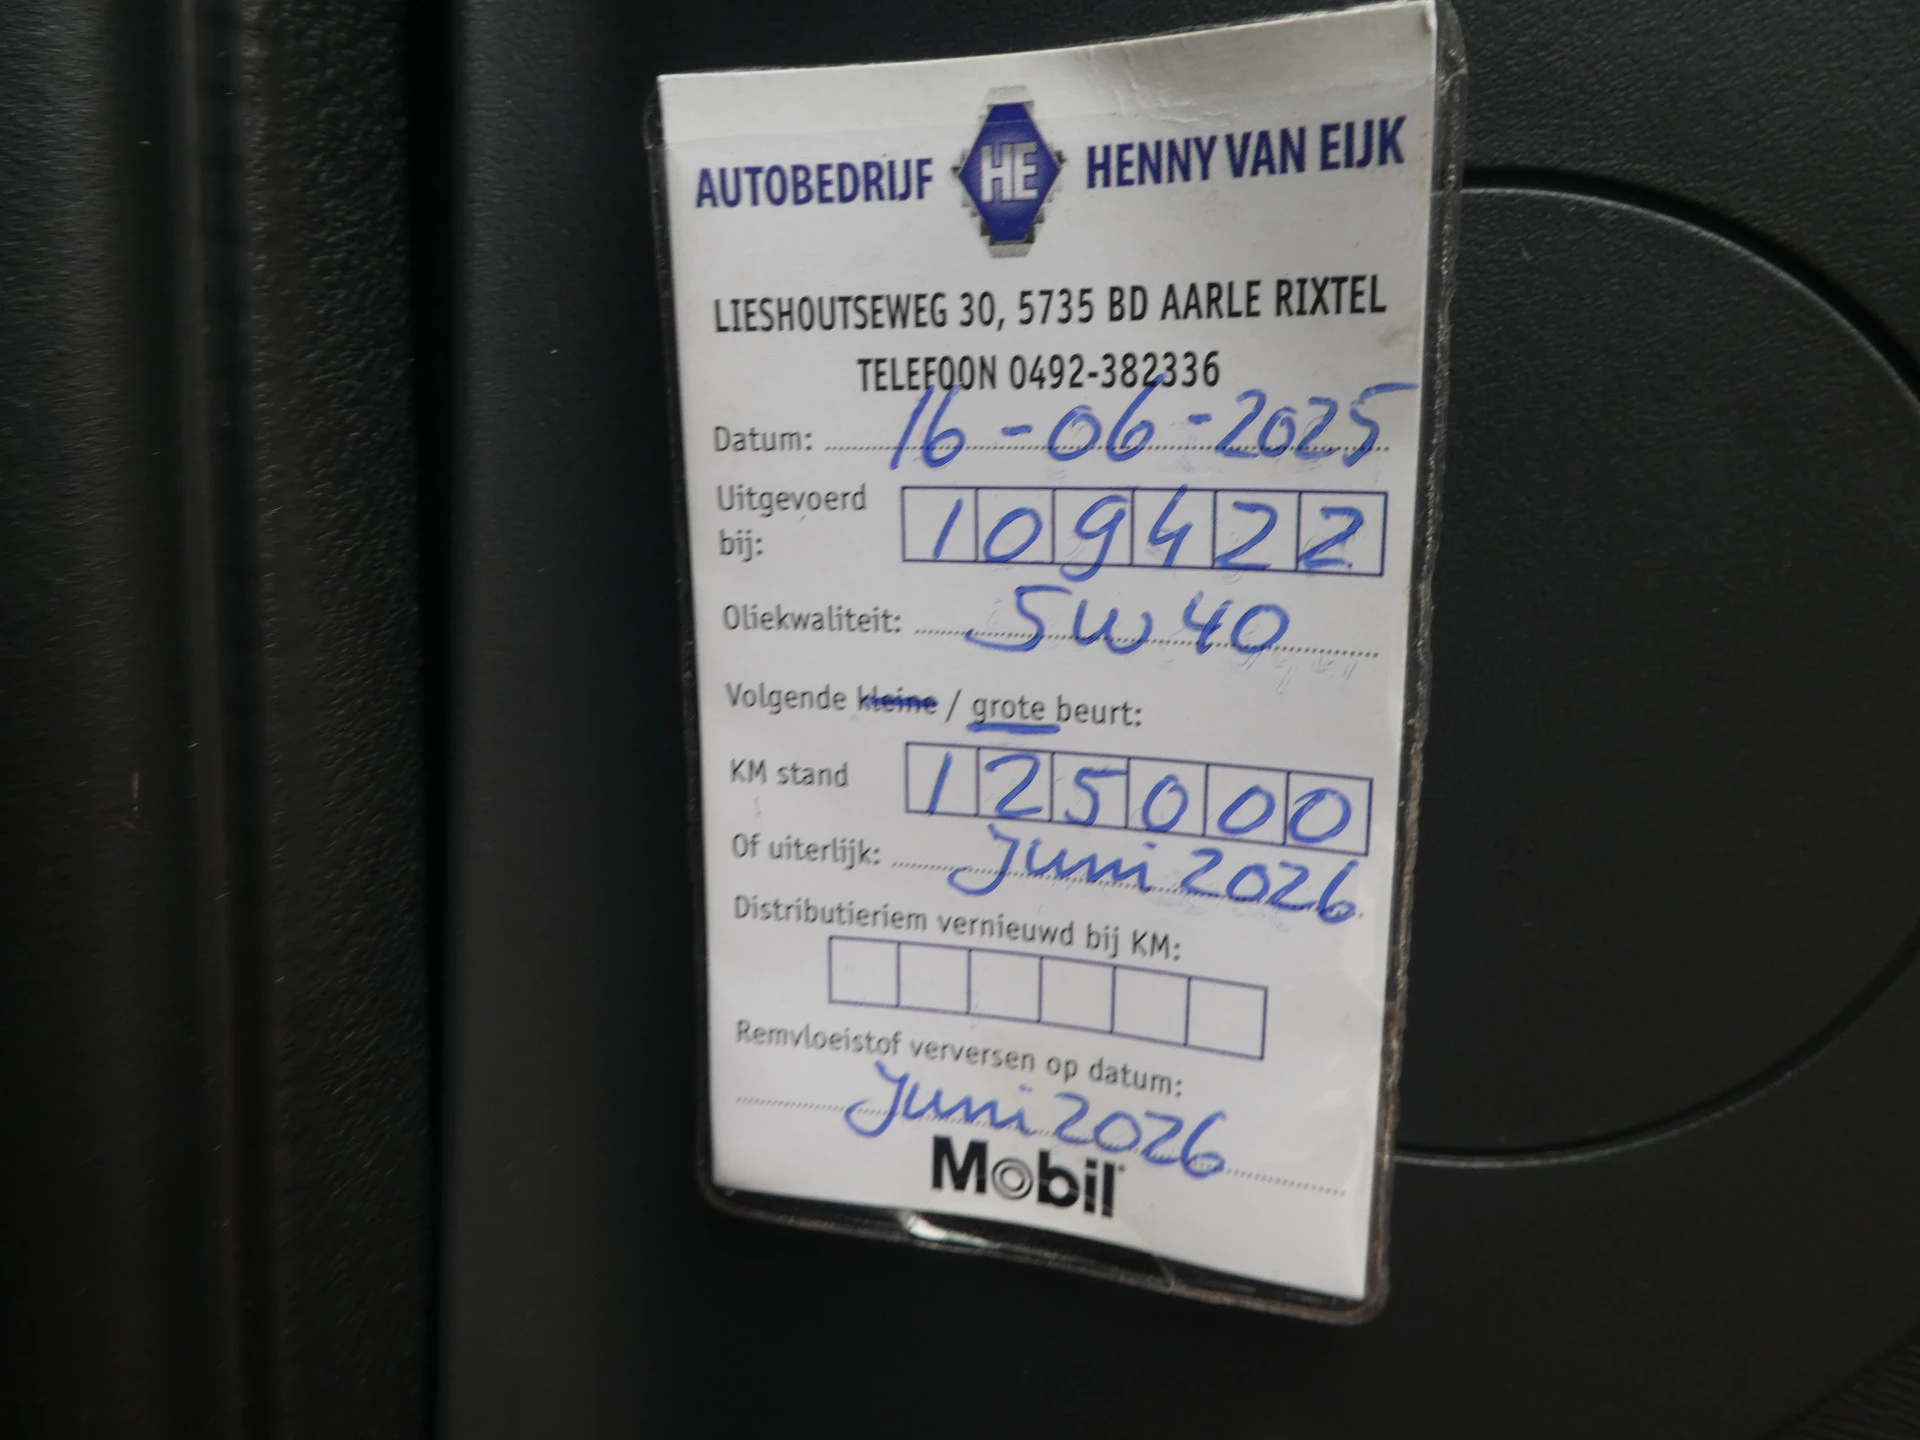 AUTOBEDRIJF HE HENNY VAN EIJK
LIESHOUTSEWEG 30, 5735 BD AARLE RIXTEL
TELEFOON 0492-382336
Datum: 16-06-2025
Uitgevoerd
bij: 109422
Oliekwaliteit: 5W40
Volgende kleine / grote beurt:
KM stand 125000
Of uiterlijk: Juni 2026
Distributieriem vernieuwd bij KM:
Remvloeistof verversen op datum:
Juni 2026
Mobil